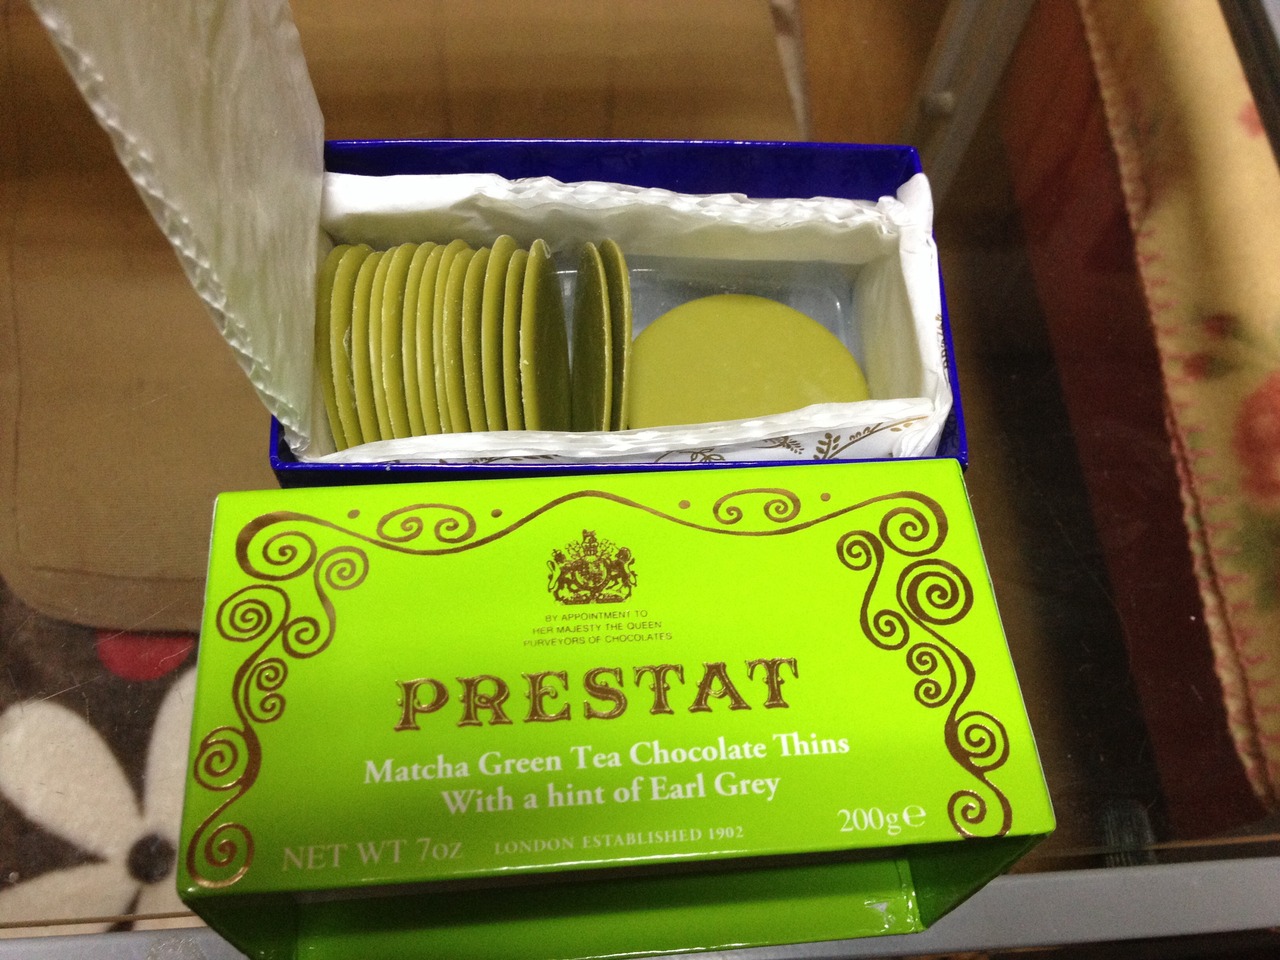 BY APPOINTMENT TO
HER MAJESTY THE QUEEN
PURVEYORS OF CHOCOLATES
PRESTAT
Matcha Green Tea Chocolate Thins
With a hint of Earl Grey
200g℮
NET WT 7oz LONDON ESTABLISHED 1902